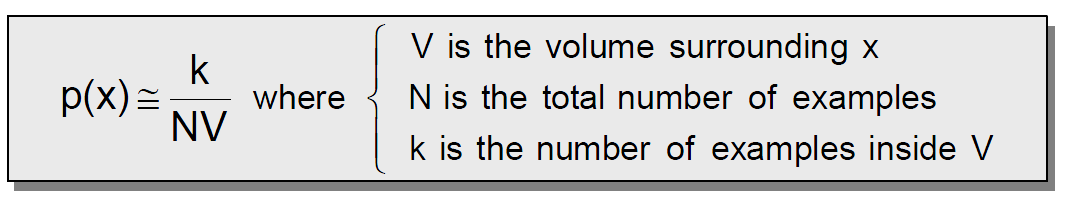 V is the volume surrounding x
p(x) ≅ k/NV where { N is the total number of examples
k is the number of examples inside V